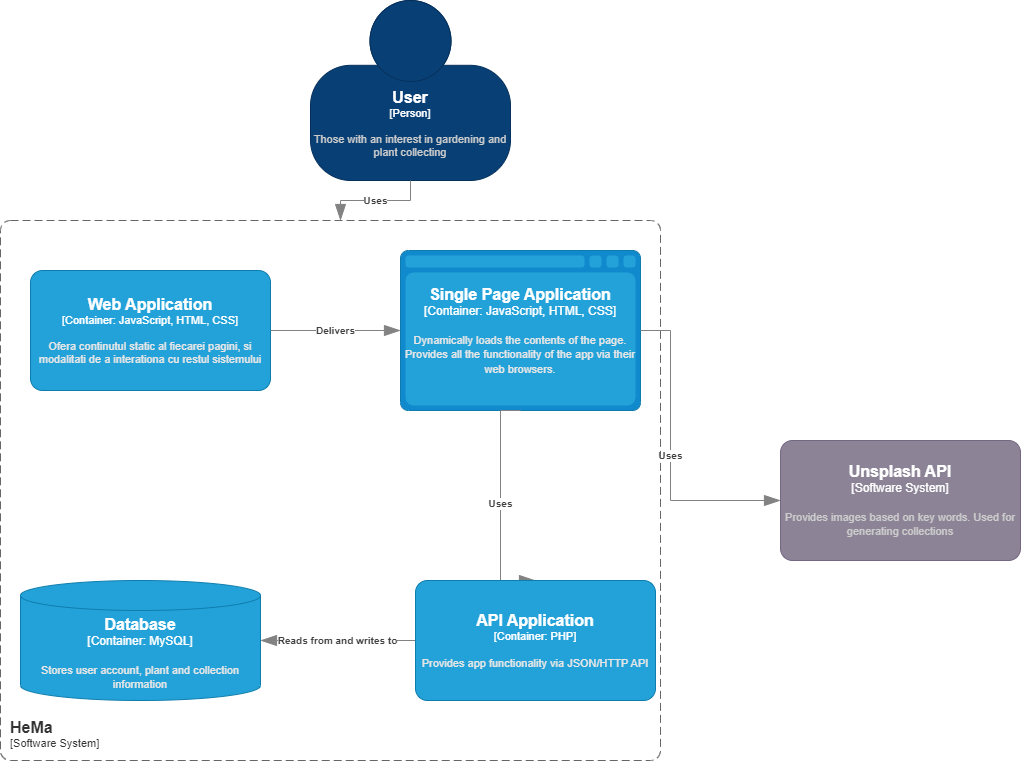 User
[Person]
Those with an interest in gardening and
plant collecting
Uses
Web Application
[Container: JavaScript, HTML, CSS]
Ofera continutul static al fiecarei pagini, si
modalitati de a interationa cu restul sistemului
Delivers
Single Page Application
[Container: JavaScript, HTML, CSS]
Dynamically loads the contents of the page.
Provides all the functionality of the app via their
web browsers.
Uses
Unsplash API
[Software System]
Provides images based on key words. Used for
generating collections
Uses
Database
[Container: MySQL]
Stores user account, plant and collection
information
Reads from and writes to
API Application
[Container: PHP]
Provides app functionality via JSON/HTTP API
HeMa
[Software System]